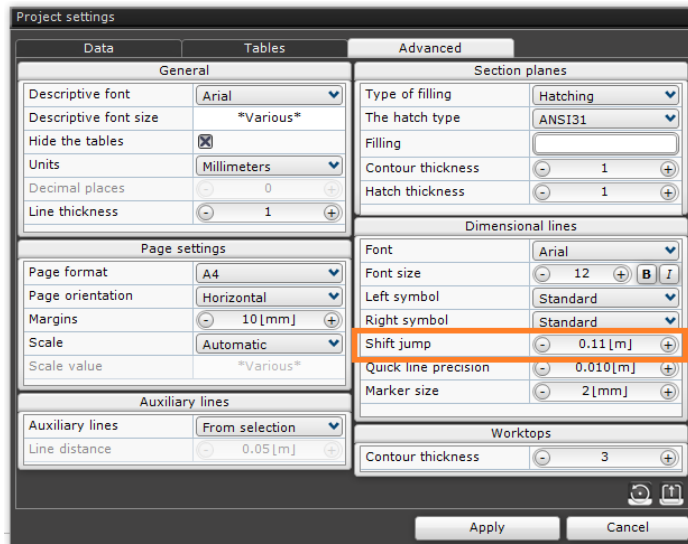 Project settings
Data Tables Advanced
General
Descriptive font Arial
Descriptive font size *Various*
Hide the tables
Units Millimeters
Decimal places - 0 +
Line thickness - 1 +
Page settings
Page format A4
Page orientation Horizontal
Margins - 10[mm] +
Scale Automatic
Scale value *Various*
Auxiliary lines
Auxiliary lines From selection
Line distance - 0.05[m] +
Section planes
Type of filling Hatching
The hatch type ANSI31
Filling
Contour thickness - 1 +
Hatch thickness - 1 +
Dimensional lines
Font Arial
Font size - 12 + B I
Left symbol Standard
Right symbol Standard
Shift jump - 0.11[m] +
Quick line precision - 0.010[m] +
Marker size - 2[mm] +
Worktops
Contour thickness - 3 +
Apply Cancel